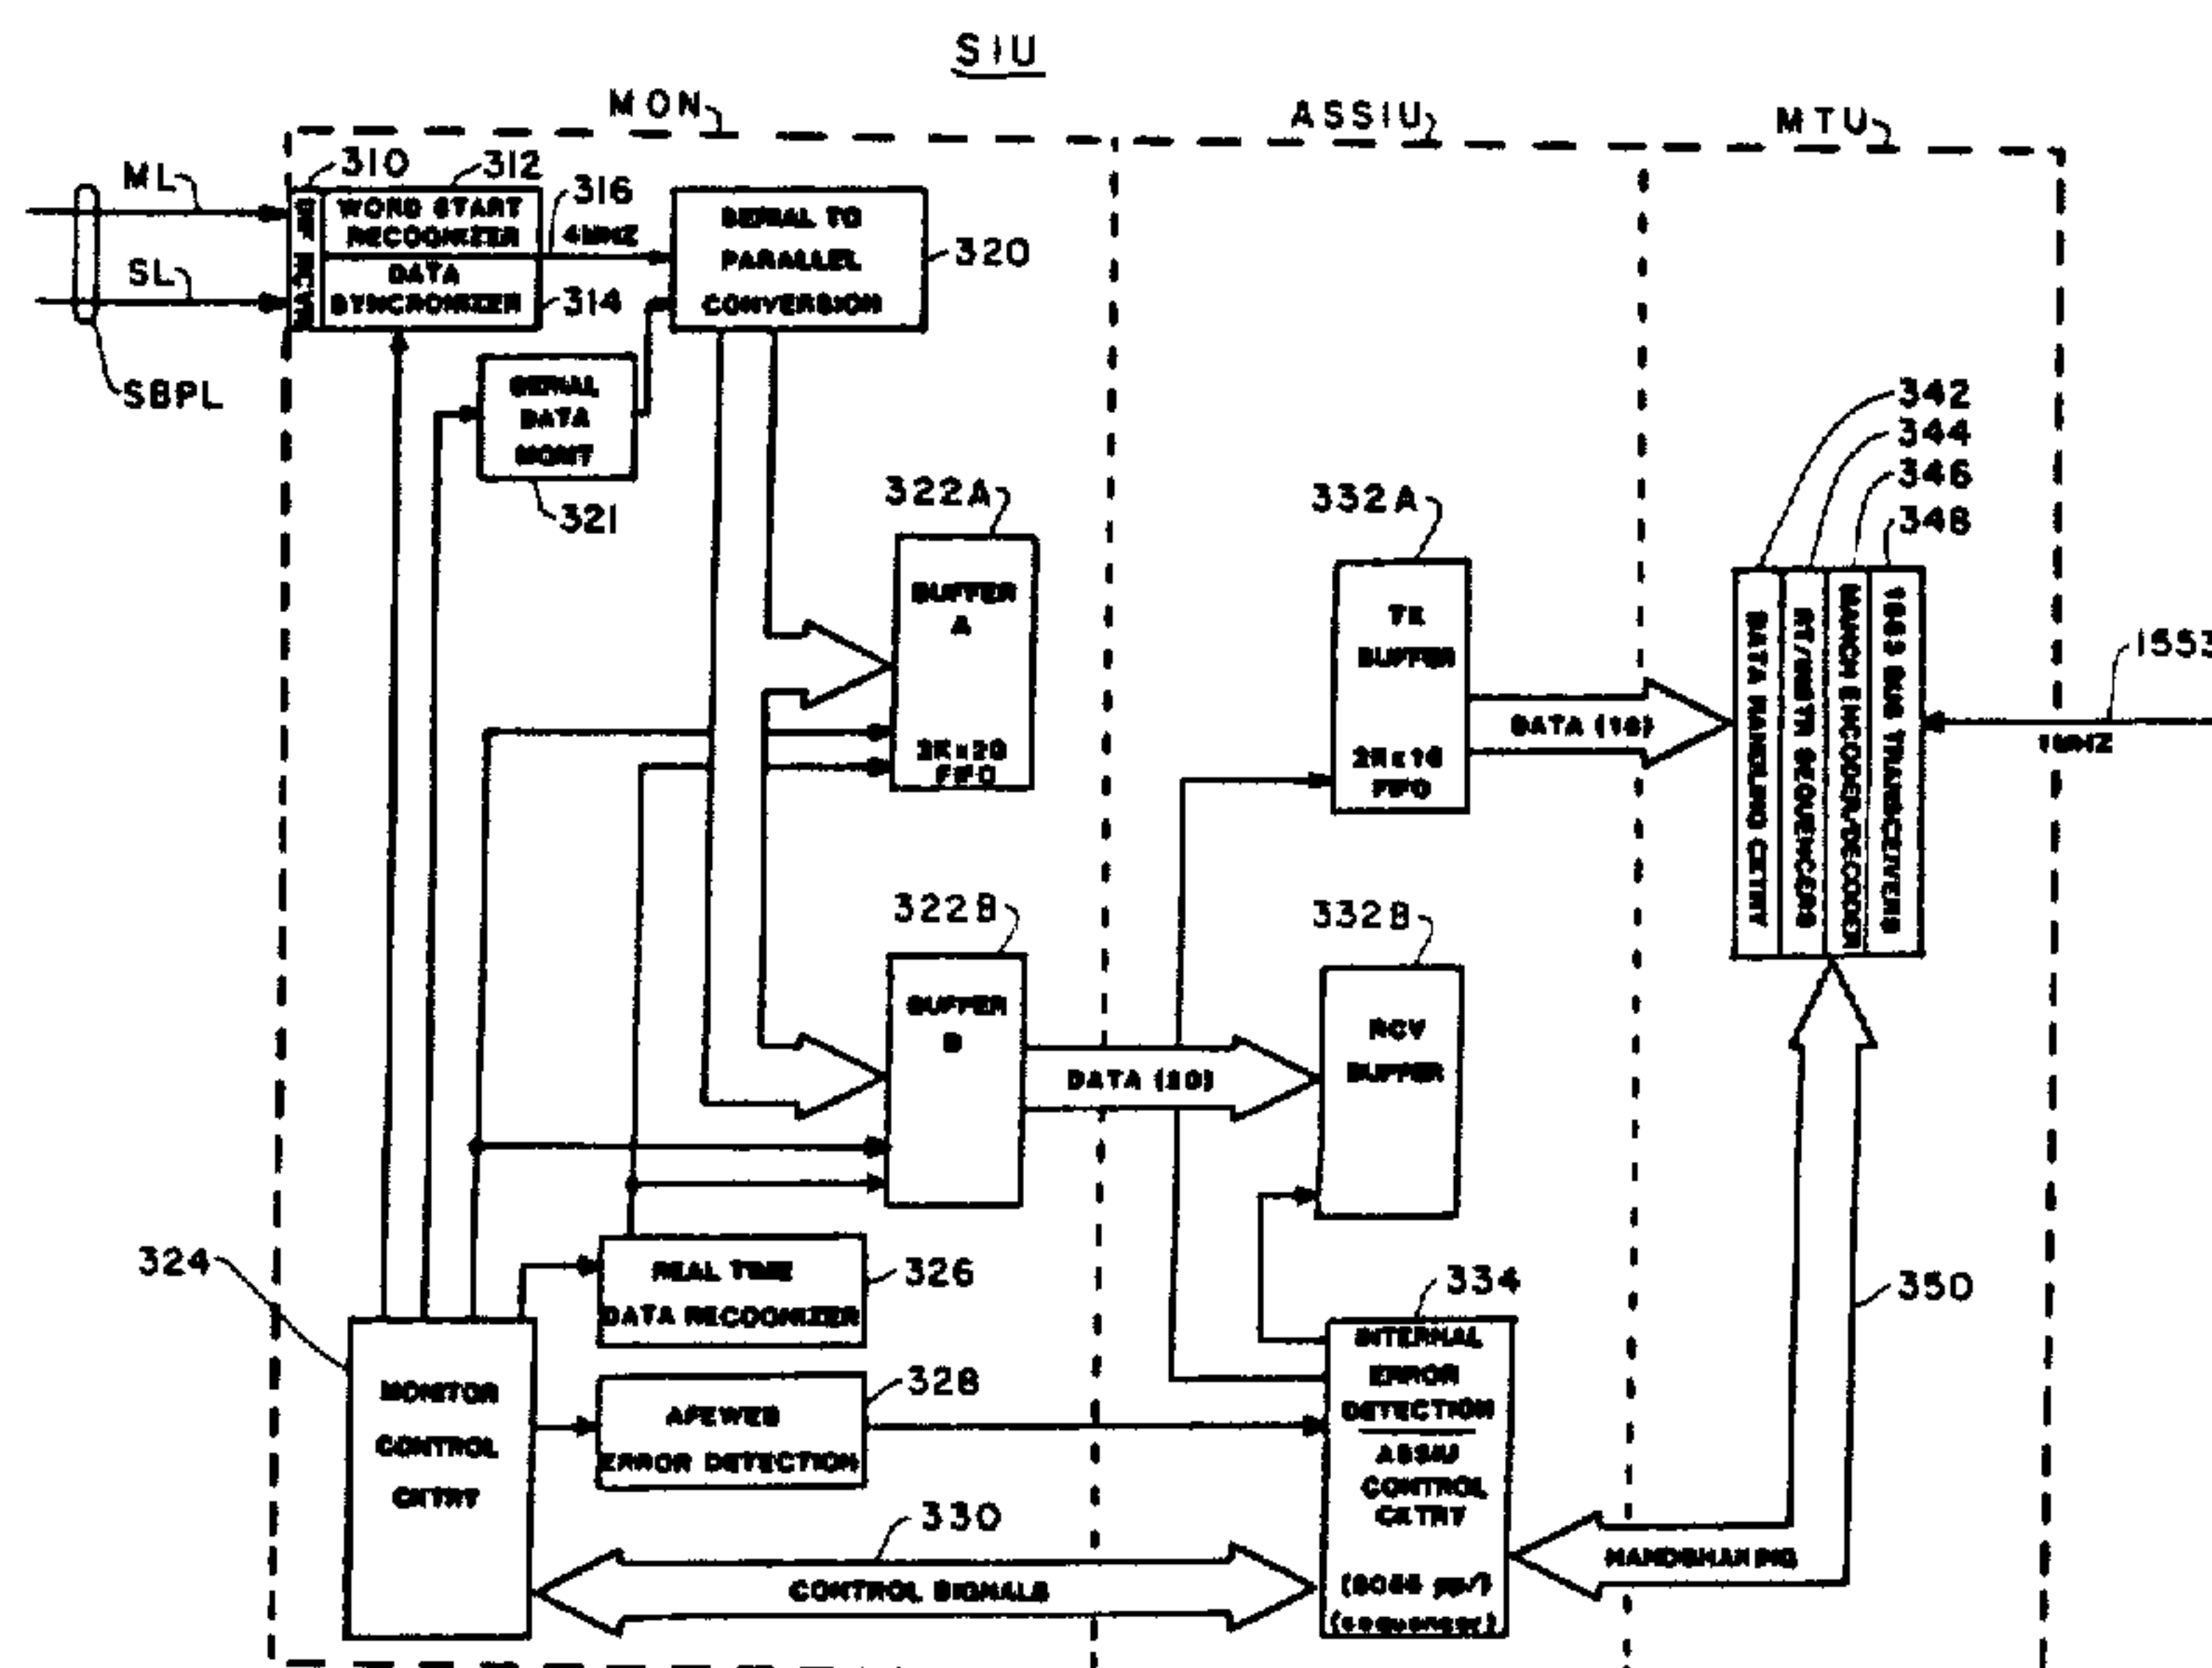 SIU
MON
ASSIU
MTU
ML
SL
SBPL
310
312
WORD START
RECOGNIZER
DATA
SYNCRONIZER
314
316
4MHZ
SERIAL TO
PARALLEL
CONVERSION
320
SERIAL
DATA
MONT
321
322A
BUFFER
A
2K x 20
FIFO
332A
TX
BUFFER
2K x 16
FIFO
DATA (16)
342
344
346
348
DATA HANDLING CKTRY
RT/MSTR SEQUENCERS
MANCH ENCODER/DECODER
1553 BUS TRANSCEIVERS
1553
1MHZ
322B
BUFFER
B
DATA (20)
332B
RCV
BUFFER
324
MONITOR
CONTROL
CKTRY
REAL TIME
DATA RECOGNIZER
326
328
ERROR DETECTION
330
CONTROL SIGNALS
334
INTERNAL
ERROR
DETECTION
ASSIU
CONTROL
CKTRY
(sequencer)
HANDSHAKING
350